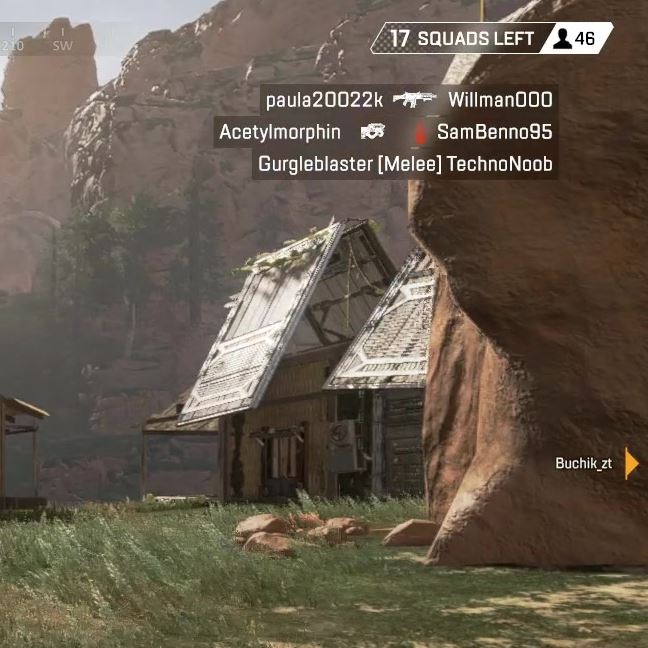 210 SW
17 SQUADS LEFT 46
paula20022k Willman000
Acetylmorphin SamBenno95
Gurgleblaster [Melee] TechnoNoob
Buchik_zt